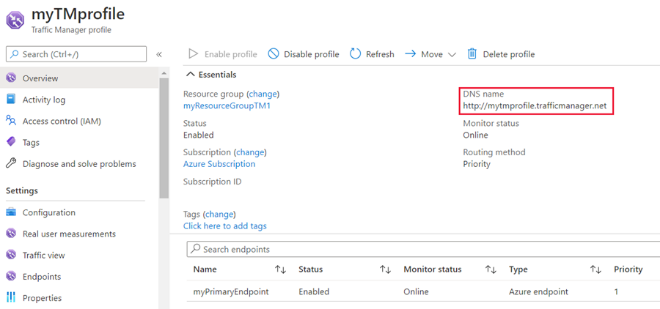 myTMprofile
Traffic Manager profile
Search (Ctrl+/)
«
Overview
Activity log
Access control (IAM)
Tags
Diagnose and solve problems
Settings
Configuration
Real user measurements
Traffic view
Endpoints
Properties
Enable profile Disable profile Refresh Move Delete profile
Essentials
Resource group (change)
myResourceGroupTM1
Status
Enabled
Subscription (change)
Azure Subscription
Subscription ID
DNS name
http://mytmprofile.trafficmanager.net
Monitor status
Online
Routing method
Priority
Tags (change)
Click here to add tags
Search endpoints
Name Status Monitor status Type Priority
myPrimaryEndpoint Enabled Online Azure endpoint 1